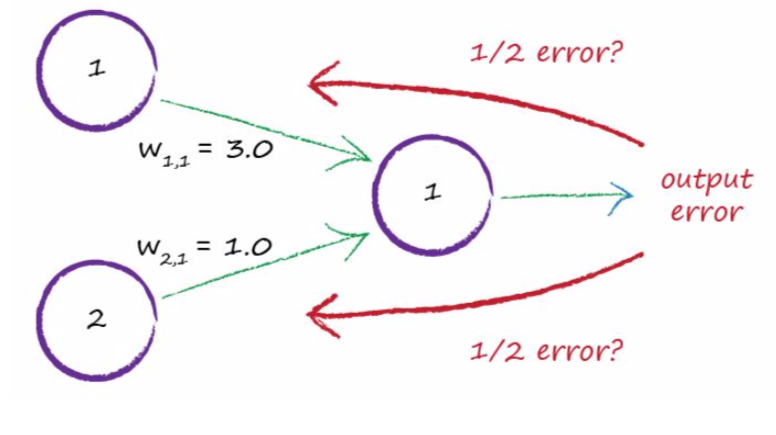 1/2 error?
1
w1,1 = 3.0
1
output
error
w2,1 = 1.0
2
1/2 error?